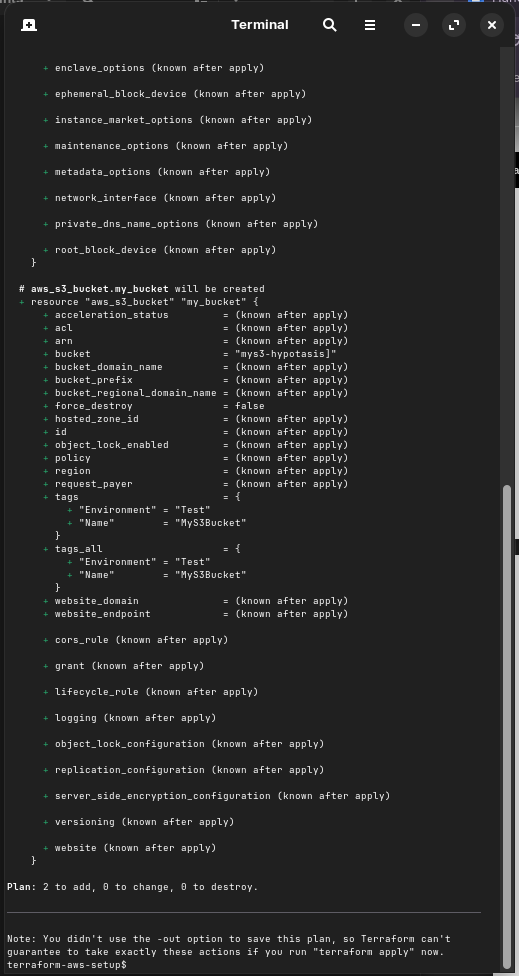 Terminal
+ enclave_options (known after apply)
+ ephemeral_block_device (known after apply)
+ instance_market_options (known after apply)
+ maintenance_options (known after apply)
+ metadata_options (known after apply)
+ network_interface (known after apply)
+ private_dns_name_options (known after apply)
+ root_block_device (known after apply)
}
# aws_s3_bucket.my_bucket will be created
+ resource "aws_s3_bucket" "my_bucket" {
+ acceleration_status = (known after apply)
+ acl = (known after apply)
+ arn = (known after apply)
+ bucket = "mys3-hypotasis]"
+ bucket_domain_name = (known after apply)
+ bucket_prefix = (known after apply)
+ bucket_regional_domain_name = (known after apply)
+ force_destroy = false
+ hosted_zone_id = (known after apply)
+ id = (known after apply)
+ object_lock_enabled = (known after apply)
+ policy = (known after apply)
+ region = (known after apply)
+ request_payer = (known after apply)
+ tags = {
+ "Environment" = "Test"
+ "Name" = "MyS3Bucket"
}
+ tags_all = {
+ "Environment" = "Test"
+ "Name" = "MyS3Bucket"
}
+ website_domain = (known after apply)
+ website_endpoint = (known after apply)
+ cors_rule (known after apply)
+ grant (known after apply)
+ lifecycle_rule (known after apply)
+ logging (known after apply)
+ object_lock_configuration (known after apply)
+ replication_configuration (known after apply)
+ server_side_encryption_configuration (known after apply)
+ versioning (known after apply)
+ website (known after apply)
}
Plan: 2 to add, 0 to change, 0 to destroy.
Note: You didn't use the -out option to save this plan, so Terraform can't
guarantee to take exactly these actions if you run "terraform apply" now.
terraform-aws-setup$